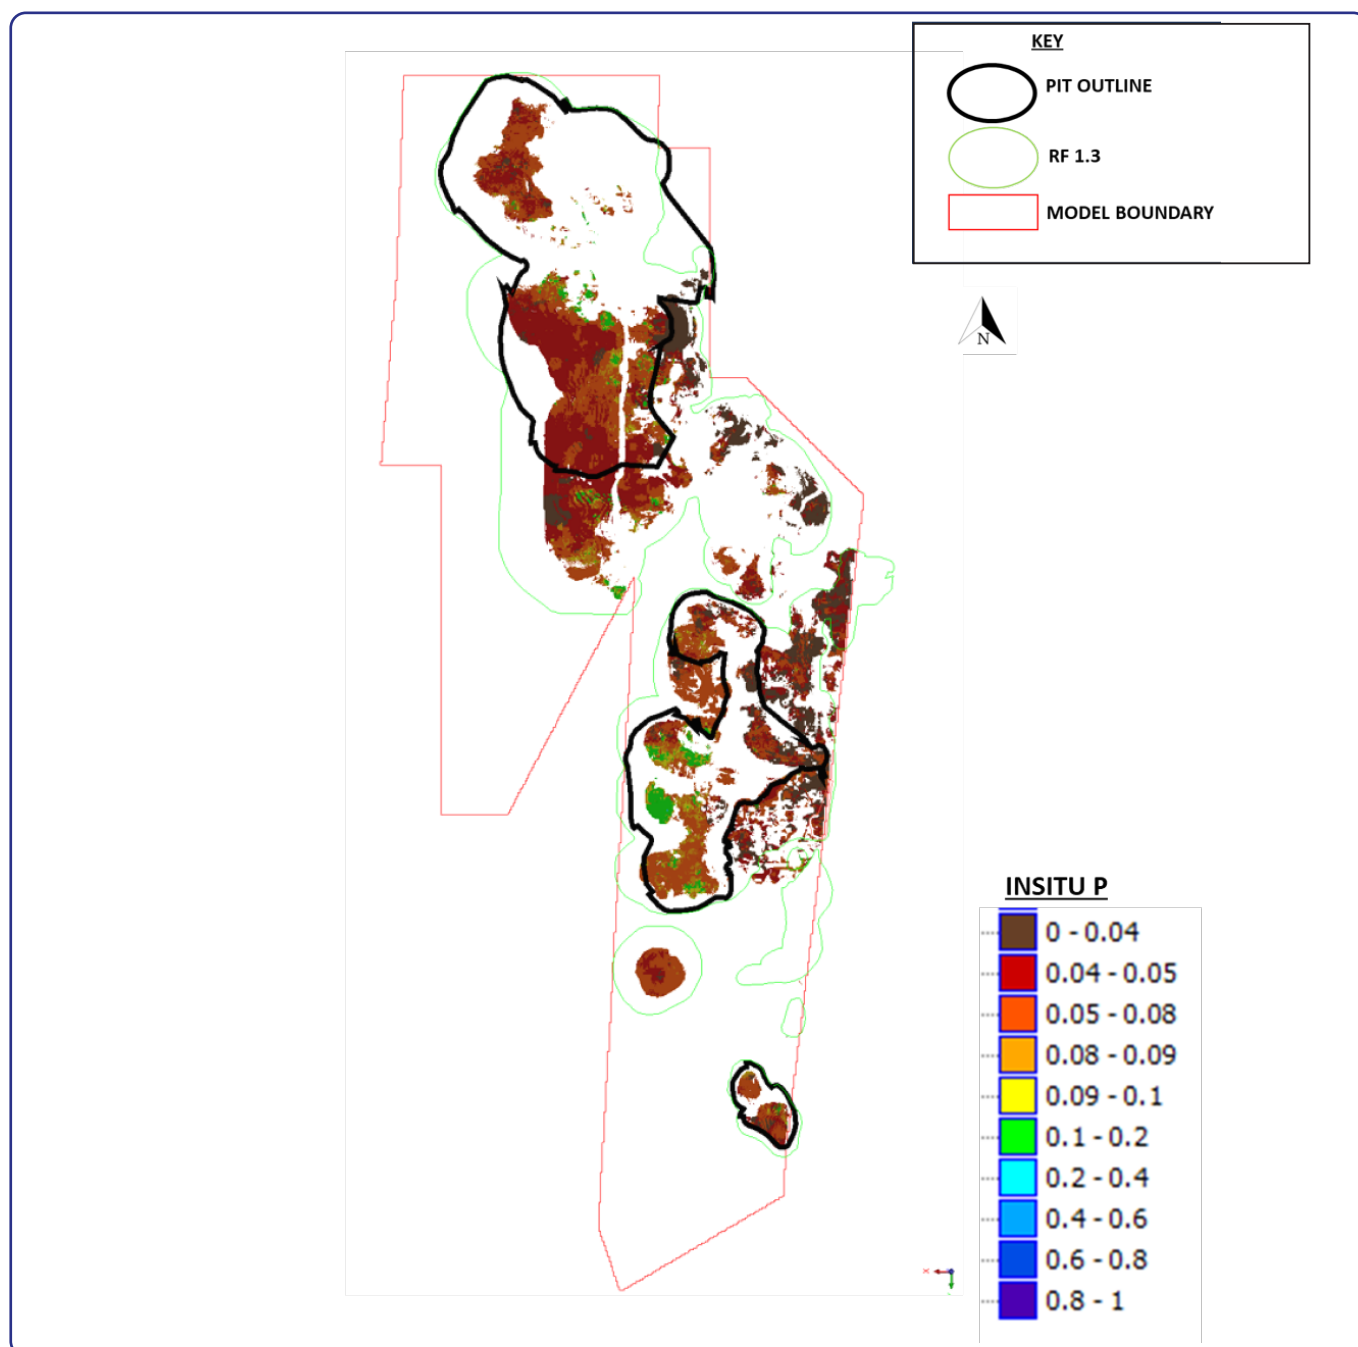 KEY
PIT OUTLINE
RF 1.3
MODEL BOUNDARY
N
INSITU P
0 - 0.04
0.04 - 0.05
0.05 - 0.08
0.08 - 0.09
0.09 - 0.1
0.1 - 0.2
0.2 - 0.4
0.4 - 0.6
0.6 - 0.8
0.8 - 1